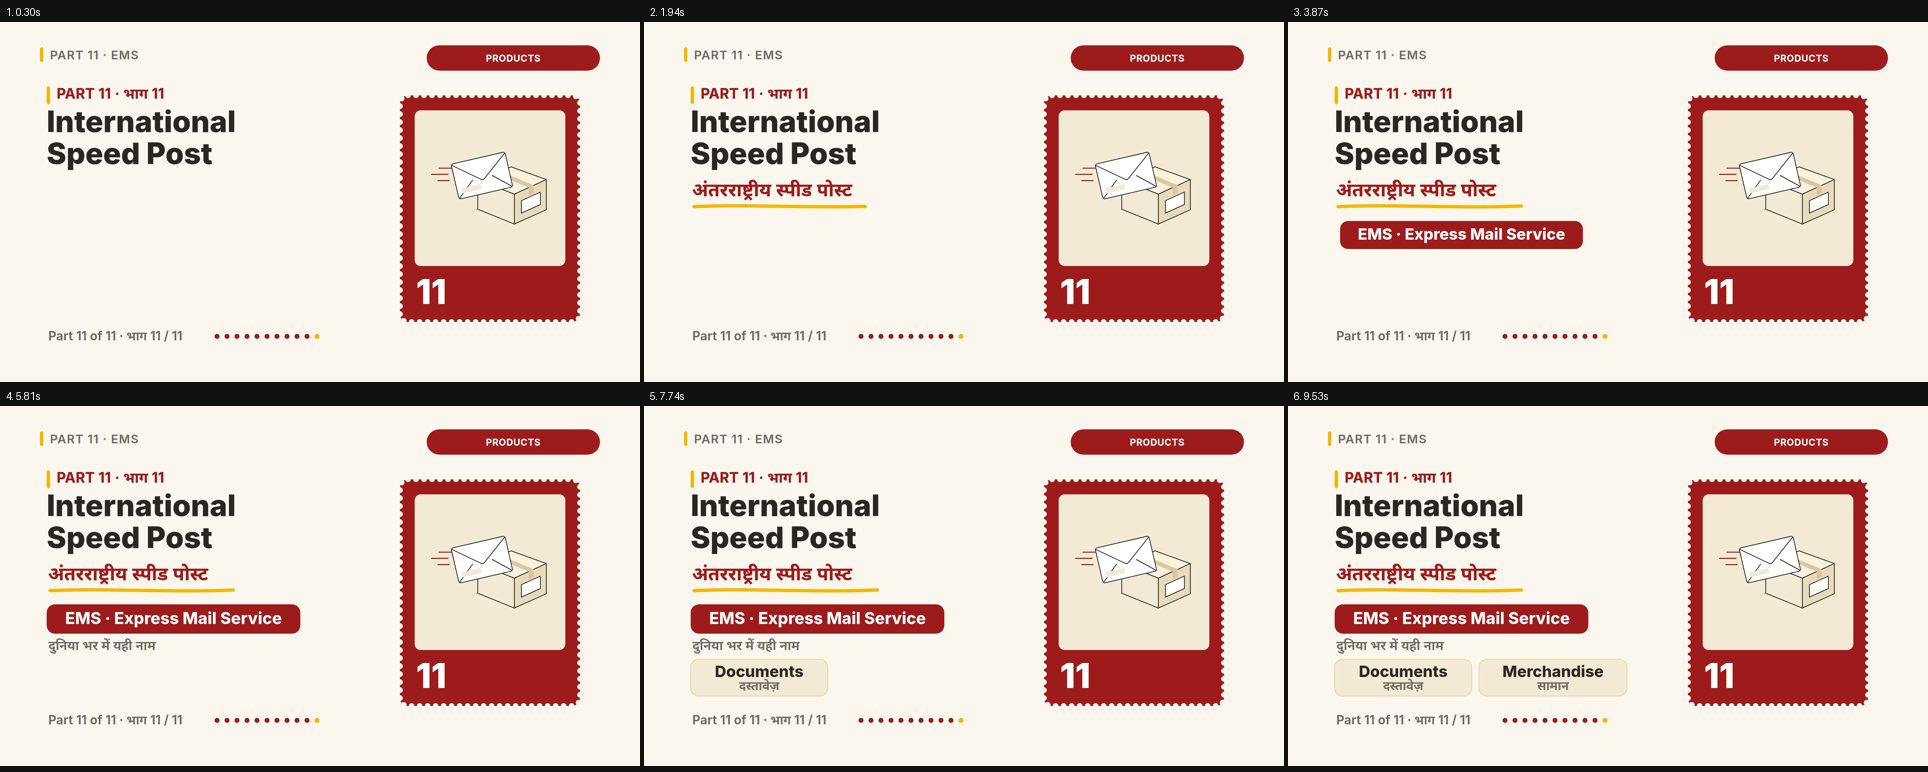 1. 0.30s
PART 11 · EMS
PRODUCTS
PART 11 · भाग 11
International
Speed Post
11
Part 11 of 11 · भाग 11 / 11
2. 1.94s
PART 11 · EMS
PRODUCTS
PART 11 · भाग 11
International
Speed Post
अंतरराष्ट्रीय स्पीड पोस्ट
11
Part 11 of 11 · भाग 11 / 11
3. 3.87s
PART 11 · EMS
PRODUCTS
PART 11 · भाग 11
International
Speed Post
अंतरराष्ट्रीय स्पीड पोस्ट
EMS · Express Mail Service
11
Part 11 of 11 · भाग 11 / 11
4. 5.81s
PART 11 · EMS
PRODUCTS
PART 11 · भाग 11
International
Speed Post
अंतरराष्ट्रीय स्पीड पोस्ट
EMS · Express Mail Service
दुनिया भर में यही नाम
11
Part 11 of 11 · भाग 11 / 11
5. 7.74s
PART 11 · EMS
PRODUCTS
PART 11 · भाग 11
International
Speed Post
अंतरराष्ट्रीय स्पीड पोस्ट
EMS · Express Mail Service
दुनिया भर में यही नाम
Documents
दस्तावेज़
11
Part 11 of 11 · भाग 11 / 11
6. 9.53s
PART 11 · EMS
PRODUCTS
PART 11 · भाग 11
International
Speed Post
अंतरराष्ट्रीय स्पीड पोस्ट
EMS · Express Mail Service
दुनिया भर में यही नाम
Documents
दस्तावेज़
Merchandise
सामान
11
Part 11 of 11 · भाग 11 / 11